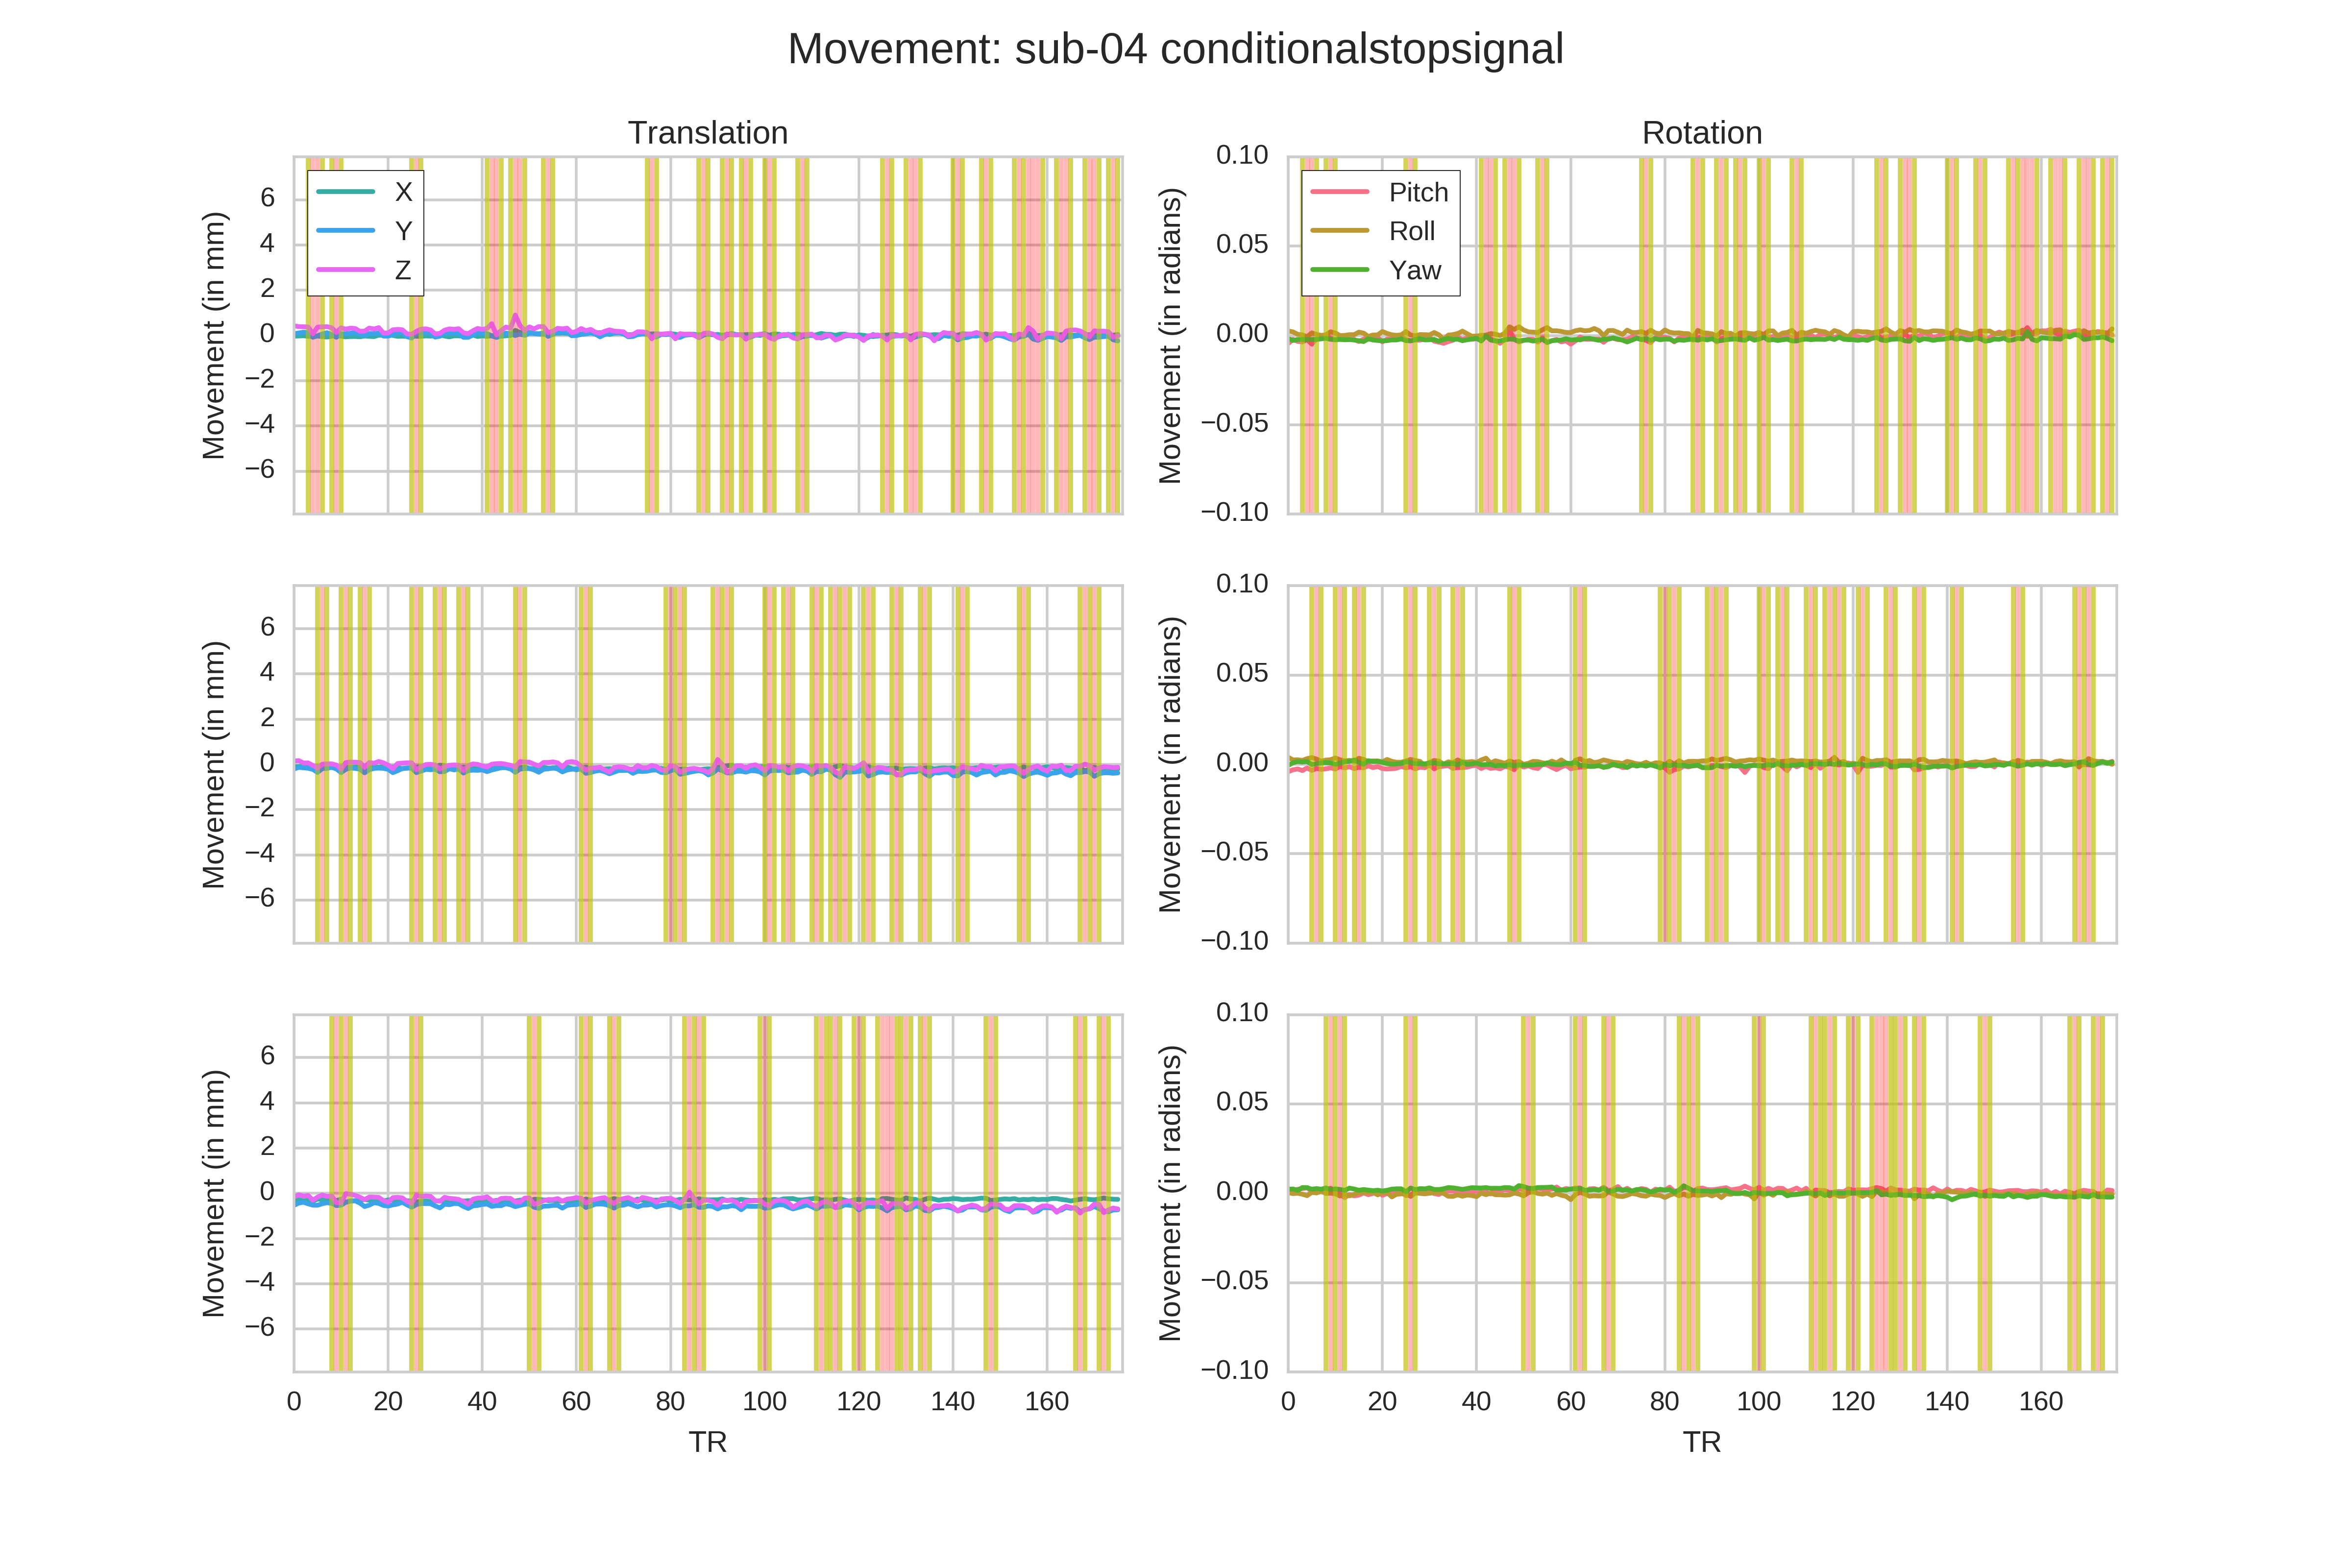 Movement: sub-04 conditionalstopsignal
Translation
Rotation
Movement (in mm)
6
4
2
0
−2
−4
−6
X
Y
Z
Movement (in radians)
0.10
0.05
0.00
−0.05
−0.10
Pitch
Roll
Yaw
Movement (in mm)
6
4
2
0
−2
−4
−6
Movement (in radians)
0.10
0.05
0.00
−0.05
−0.10
Movement (in mm)
6
4
2
0
−2
−4
−6
0 20 40 60 80 100 120 140 160
TR
Movement (in radians)
0.10
0.05
0.00
−0.05
−0.10
0 20 40 60 80 100 120 140 160
TR